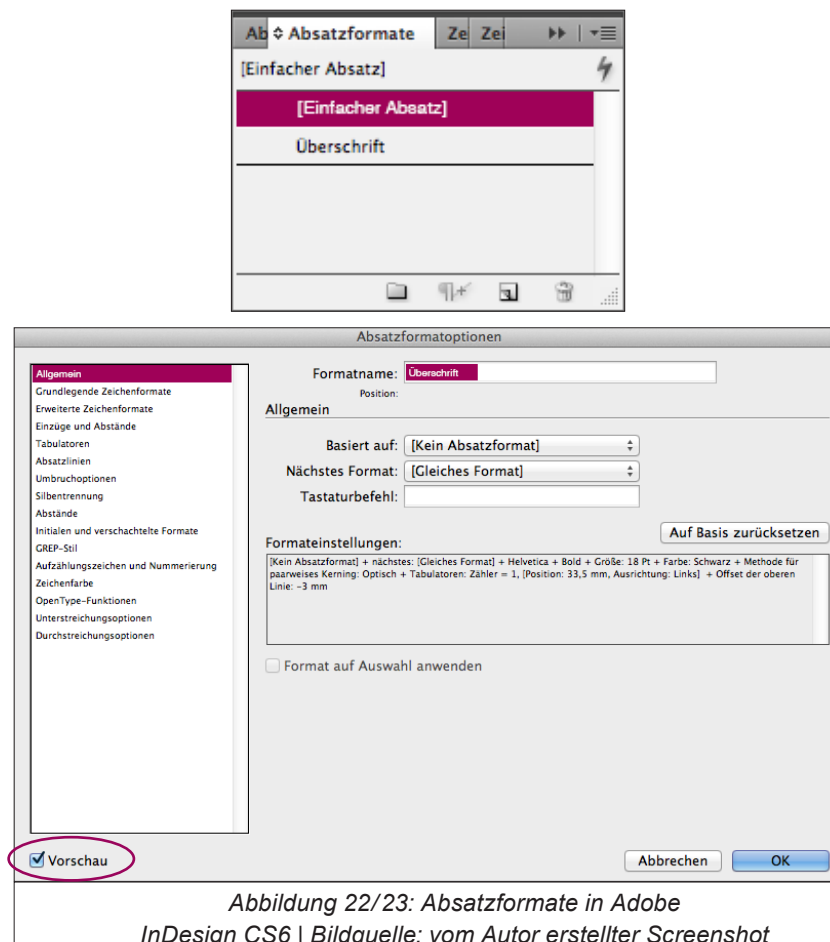 Ab Absatzformate Ze Zei
[Einfacher Absatz]
[Einfacher Absatz]
Überschrift
Absatzformatoptionen
Allgemein
Grundlegende Zeichenformate
Erweiterte Zeichenformate
Einzüge und Abstände
Tabulatoren
Absatzlinien
Umbruchoptionen
Silbentrennung
Abstände
Initialen und verschachtelte Formate
GREP-Stil
Aufzählungszeichen und Nummerierung
Zeichenfarbe
OpenType-Funktionen
Unterstreichungsoptionen
Durchstreichungsoptionen
Formatname: Überschrift
Position:
Allgemein
Basiert auf: [Kein Absatzformat]
Nächstes Format: [Gleiches Format]
Tastaturbefehl:
Auf Basis zurücksetzen
Formateinstellungen:
[Kein Absatzformat] + nächstes: [Gleiches Format] + Helvetica + Bold + Größe: 18 Pt + Farbe: Schwarz + Methode für
paarweises Kerning: Optisch + Tabulatoren: Zähler = 1, [Position: 33,5 mm, Ausrichtung: Links] + Offset der oberen
Linie: -3 mm
Format auf Auswahl anwenden
Vorschau
Abbrechen
OK
Abbildung 22/23: Absatzformate in Adobe
InDesign CS6 | Bildquelle: vom Autor erstellter Screenshot